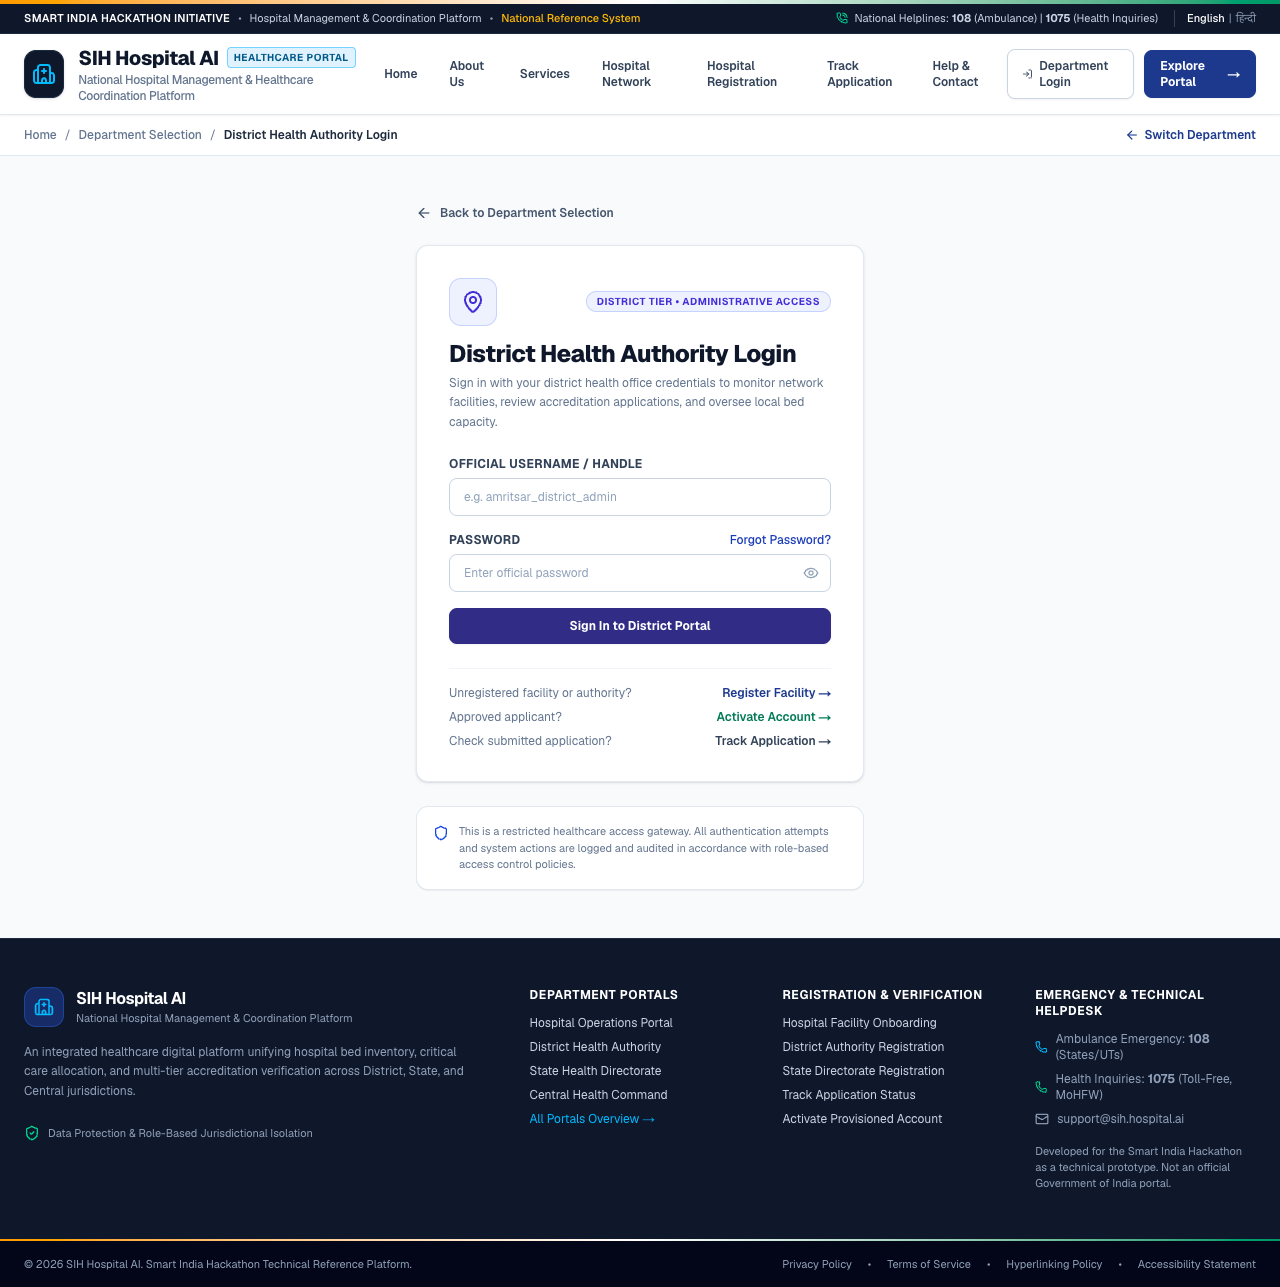 SMART INDIA HACKATHON INITIATIVE • Hospital Management & Coordination Platform • National Reference System
National Helplines: 108 (Ambulance) | 1075 (Health Inquiries)
English | हिन्दी
SIH Hospital AI HEALTHCARE PORTAL
National Hospital Management & Healthcare
Coordination Platform
Home
About
Us
Services
Hospital
Network
Hospital
Registration
Track
Application
Help &
Contact
Department
Login
Explore
Portal →
Home / Department Selection / District Health Authority Login
← Switch Department
← Back to Department Selection
DISTRICT TIER • ADMINISTRATIVE ACCESS
District Health Authority Login
Sign in with your district health office credentials to monitor network
facilities, review accreditation applications, and oversee local bed
capacity.
OFFICIAL USERNAME / HANDLE
e.g. amritsar_district_admin
PASSWORD Forgot Password?
Enter official password
Sign In to District Portal
Unregistered facility or authority? Register Facility →
Approved applicant? Activate Account →
Check submitted application? Track Application →
This is a restricted healthcare access gateway. All authentication attempts
and system actions are logged and audited in accordance with role-based
access control policies.
SIH Hospital AI
National Hospital Management & Coordination Platform
An integrated healthcare digital platform unifying hospital bed inventory, critical
care allocation, and multi-tier accreditation verification across District, State, and
Central jurisdictions.
Data Protection & Role-Based Jurisdictional Isolation
DEPARTMENT PORTALS
Hospital Operations Portal
District Health Authority
State Health Directorate
Central Health Command
All Portals Overview →
REGISTRATION & VERIFICATION
Hospital Facility Onboarding
District Authority Registration
State Directorate Registration
Track Application Status
Activate Provisioned Account
EMERGENCY & TECHNICAL
HELPDESK
Ambulance Emergency: 108
(States/UTs)
Health Inquiries: 1075 (Toll-Free,
MoHFW)
support@sih.hospital.ai
Developed for the Smart India Hackathon
as a technical prototype. Not an official
Government of India portal.
© 2026 SIH Hospital AI. Smart India Hackathon Technical Reference Platform.
Privacy Policy • Terms of Service • Hyperlinking Policy • Accessibility Statement